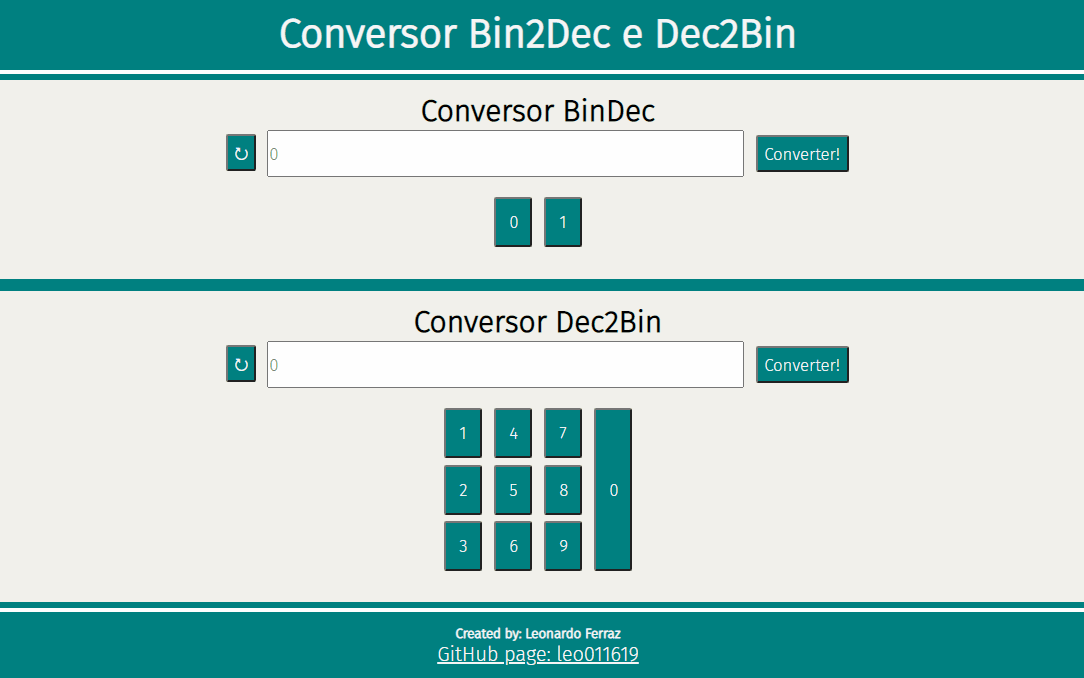 Conversor Bin2Dec e Dec2Bin
Conversor BinDec
↻ 0 Converter!
0 1
Conversor Dec2Bin
↻ 0 Converter!
1 4 7
2 5 8 0
3 6 9
Created by: Leonardo Ferraz
GitHub page: leo011619